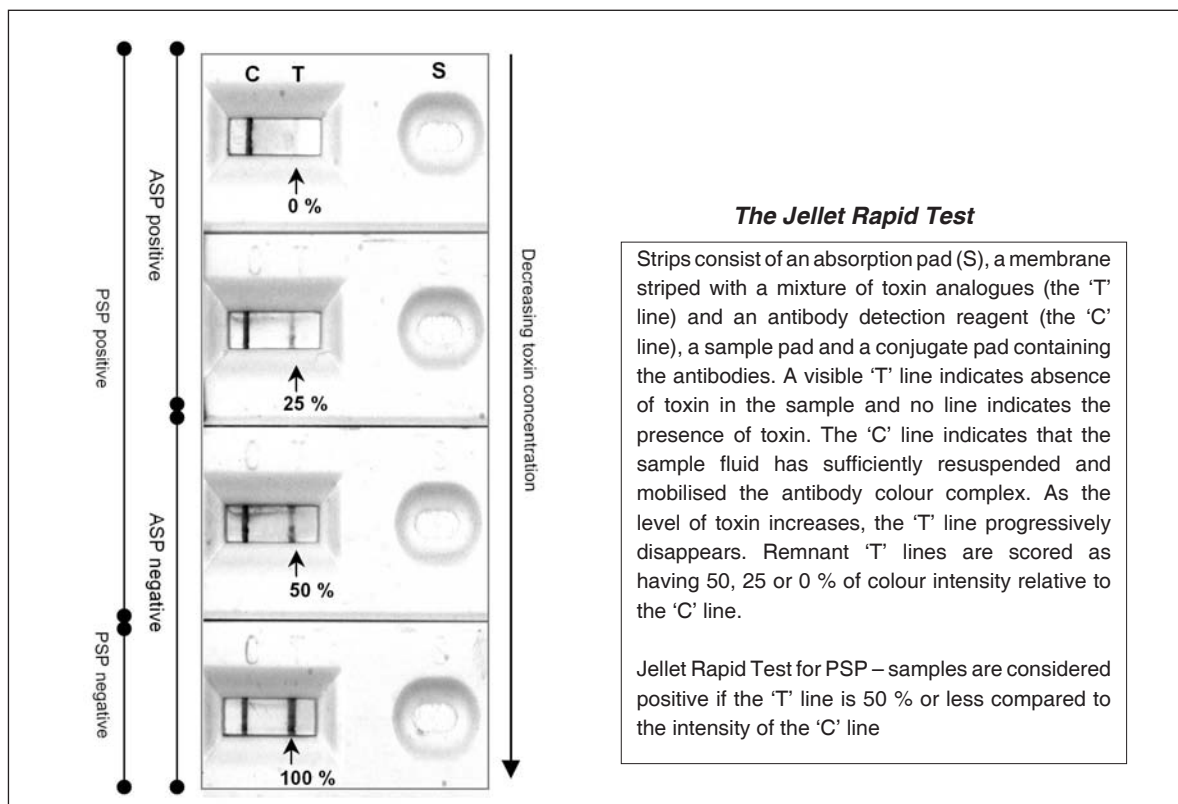 C T S
0 %
C T S
25 %
C T S
50 %
C T S
100 %
ASP positive
PSP positive
ASP negative
PSP negative
Decreasing toxin concentration
The Jellet Rapid Test
Strips consist of an absorption pad (S), a membrane
striped with a mixture of toxin analogues (the ‘T’
line) and an antibody detection reagent (the ‘C’
line), a sample pad and a conjugate pad containing
the antibodies. A visible ‘T’ line indicates absence
of toxin in the sample and no line indicates the
presence of toxin. The ‘C’ line indicates that the
sample fluid has sufficiently resuspended and
mobilised the antibody colour complex. As the
level of toxin increases, the ‘T’ line progressively
disappears. Remnant ‘T’ lines are scored as
having 50, 25 or 0 % of colour intensity relative to
the ‘C’ line.
Jellet Rapid Test for PSP – samples are considered
positive if the ‘T’ line is 50 % or less compared to
the intensity of the ‘C’ line